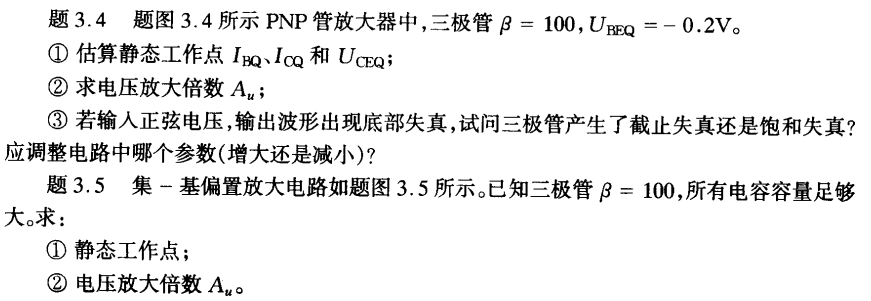 题3.4 题图3.4所示PNP管放大器中,三极管 β = 100, U_BEQ = − 0.2V。
① 估算静态工作点 I_BQ、I_CQ 和 U_CEQ;
② 求电压放大倍数 A_u;
③ 若输入正弦电压,输出波形出现底部失真,试问三极管产生了截止失真还是饱和失真?
应调整电路中哪个参数(增大还是减小)?
题3.5 集－基偏置放大电路如题图3.5所示。已知三极管 β = 100,所有电容容量足够
大。求:
① 静态工作点;
② 电压放大倍数 A_u。